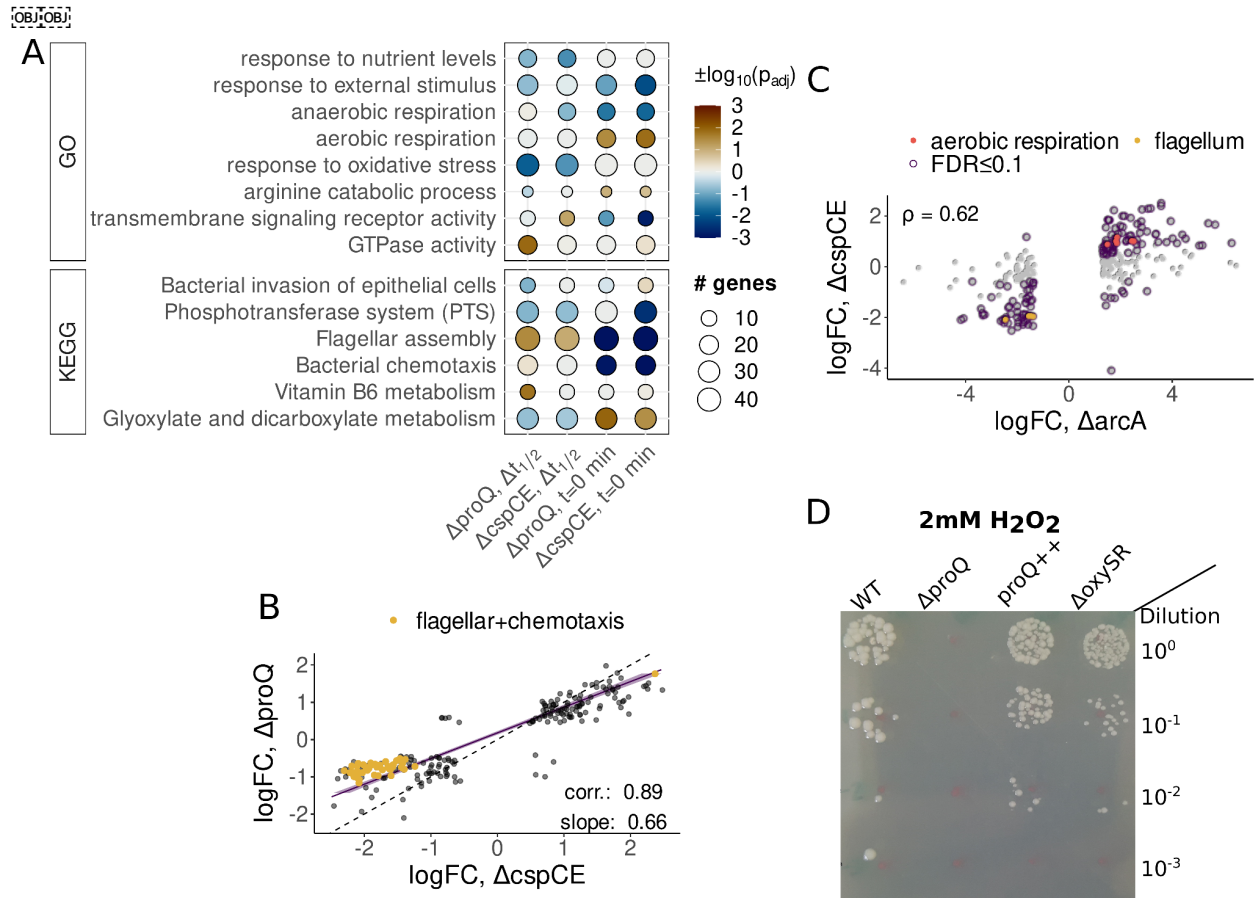 OBJ OBJ
A
GO
response to nutrient levels
response to external stimulus
anaerobic respiration
aerobic respiration
response to oxidative stress
arginine catabolic process
transmembrane signaling receptor activity
GTPase activity
KEGG
Bacterial invasion of epithelial cells
Phosphotransferase system (PTS)
Flagellar assembly
Bacterial chemotaxis
Vitamin B6 metabolism
Glyoxylate and dicarboxylate metabolism
ΔproQ, Δt1/2
ΔcspCE, Δt1/2
ΔproQ, t=0 min
ΔcspCE, t=0 min
±log10(padj)
3
2
1
0
-1
-2
-3
# genes
10
20
30
40
B
flagellar+chemotaxis
logFC, ΔproQ
2
1
0
-1
-2
corr.: 0.89
slope: 0.66
-2 -1 0 1 2
logFC, ΔcspCE
C
aerobic respiration flagellum
FDR≤0.1
logFC, ΔcspCE
2
0
-2
-4
ρ = 0.62
-4 0 4
logFC, ΔarcA
D
2mM H2O2
WT ΔproQ proQ++ ΔoxySR
Dilution
10^0
10^-1
10^-2
10^-3